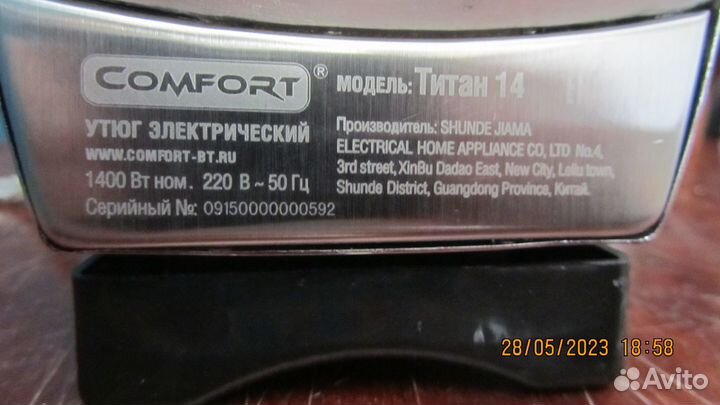 COMFORT®
УТЮГ ЭЛЕКТРИЧЕСКИЙ
WWW.COMFORT-BT.RU
1400 Вт ном. 220 В ~ 50 Гц
Серийный №: 09150000000592
МОДЕЛЬ: Титан 14
Производитель: SHUNDE JIAMA
ELECTRICAL HOME APPLIANCE CO, LTD No.4,
3rd street, XinBu Dadao East, New City, Leliu town,
Shunde District, Guangdong Province, Китай.
28/05/2023 18:58
Avito